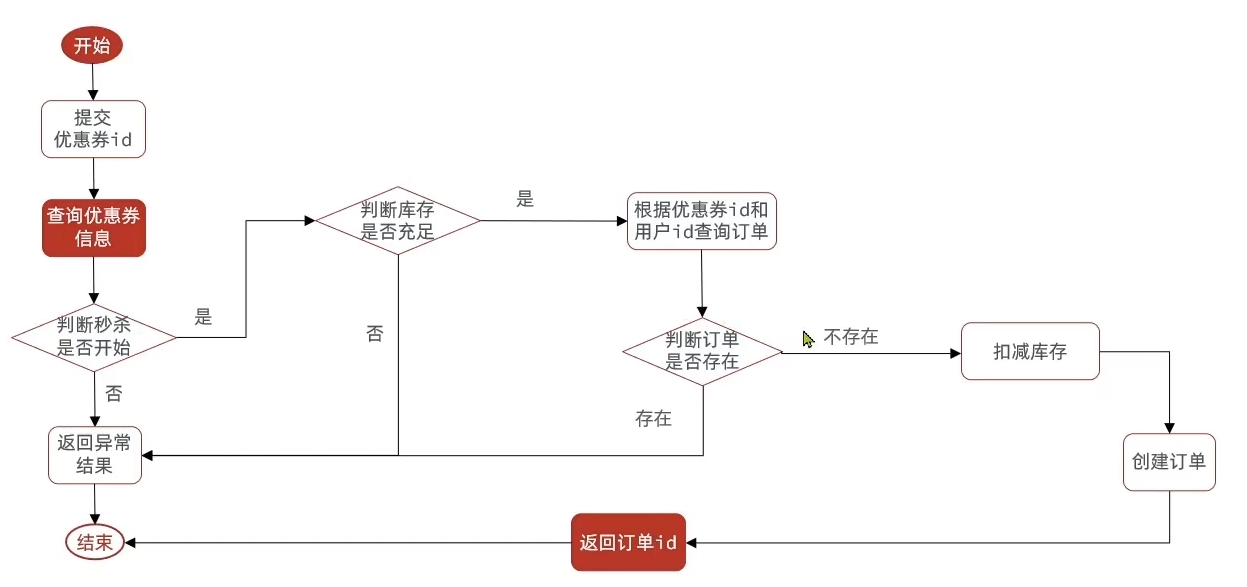 开始
提交
优惠券id
查询优惠券
信息
判断秒杀
是否开始
是
否
判断库存
是否充足
是
否
根据优惠券id和
用户id查询订单
判断订单
是否存在
不存在
存在
扣减库存
创建订单
返回订单id
返回异常
结果
结束